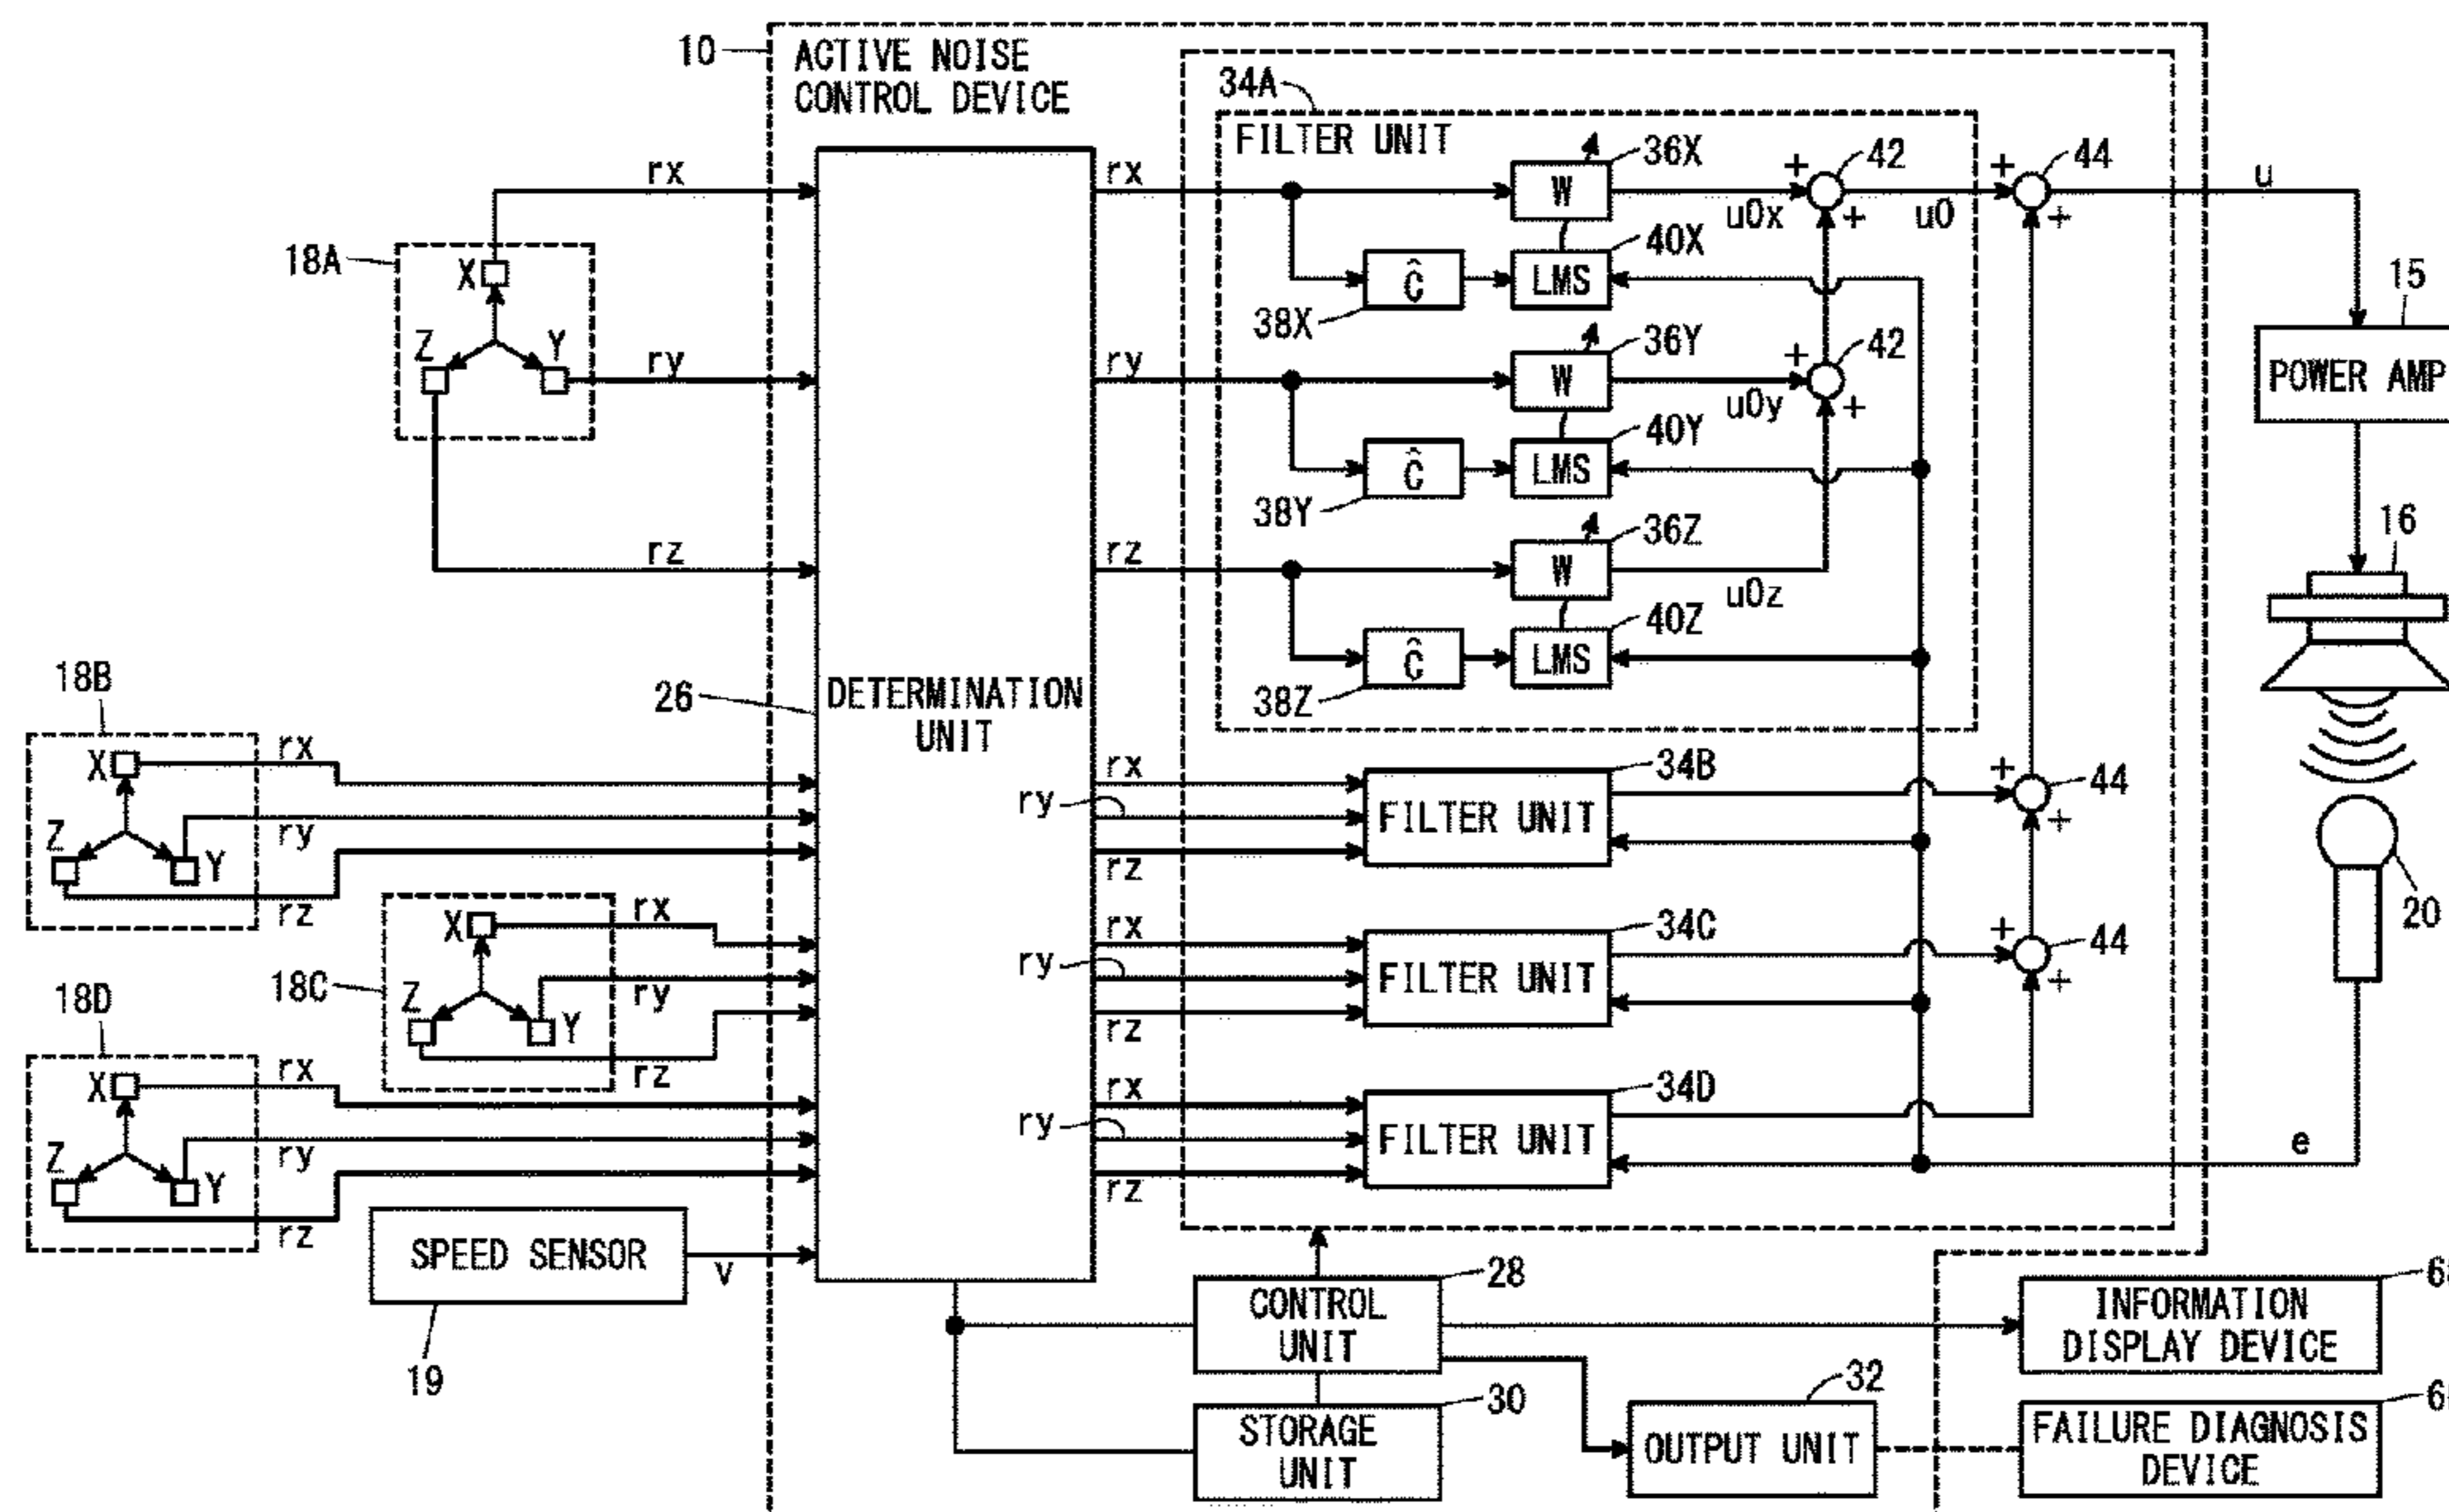 10
ACTIVE NOISE
CONTROL DEVICE
34A
FILTER UNIT
rx
rx
W
36X
+
42
+
44
u
u0x
+
u0
+
18A
X
Ĉ
LMS
40X
15
38X
Z
Y
ry
ry
W
36Y
+
42
POWER AMP
u0y
+
Ĉ
LMS
40Y
38Y
16
rz
rz
W
36Z
u0z
Ĉ
LMS
40Z
38Z
18B
26
DETERMINATION
UNIT
X
rx
rx
34B
+
44
Z
Y
ry
ry
FILTER UNIT
+
rz
rz
20
18C
X
rx
rx
34C
+
44
Z
Y
ry
ry
FILTER UNIT
+
rz
rz
18D
X
rx
rx
34D
Z
Y
ry
ry
FILTER UNIT
e
rz
rz
SPEED SENSOR
v
19
28
CONTROL
UNIT
INFORMATION
DISPLAY DEVICE
30
STORAGE
UNIT
32
OUTPUT UNIT
FAILURE DIAGNOSIS
DEVICE